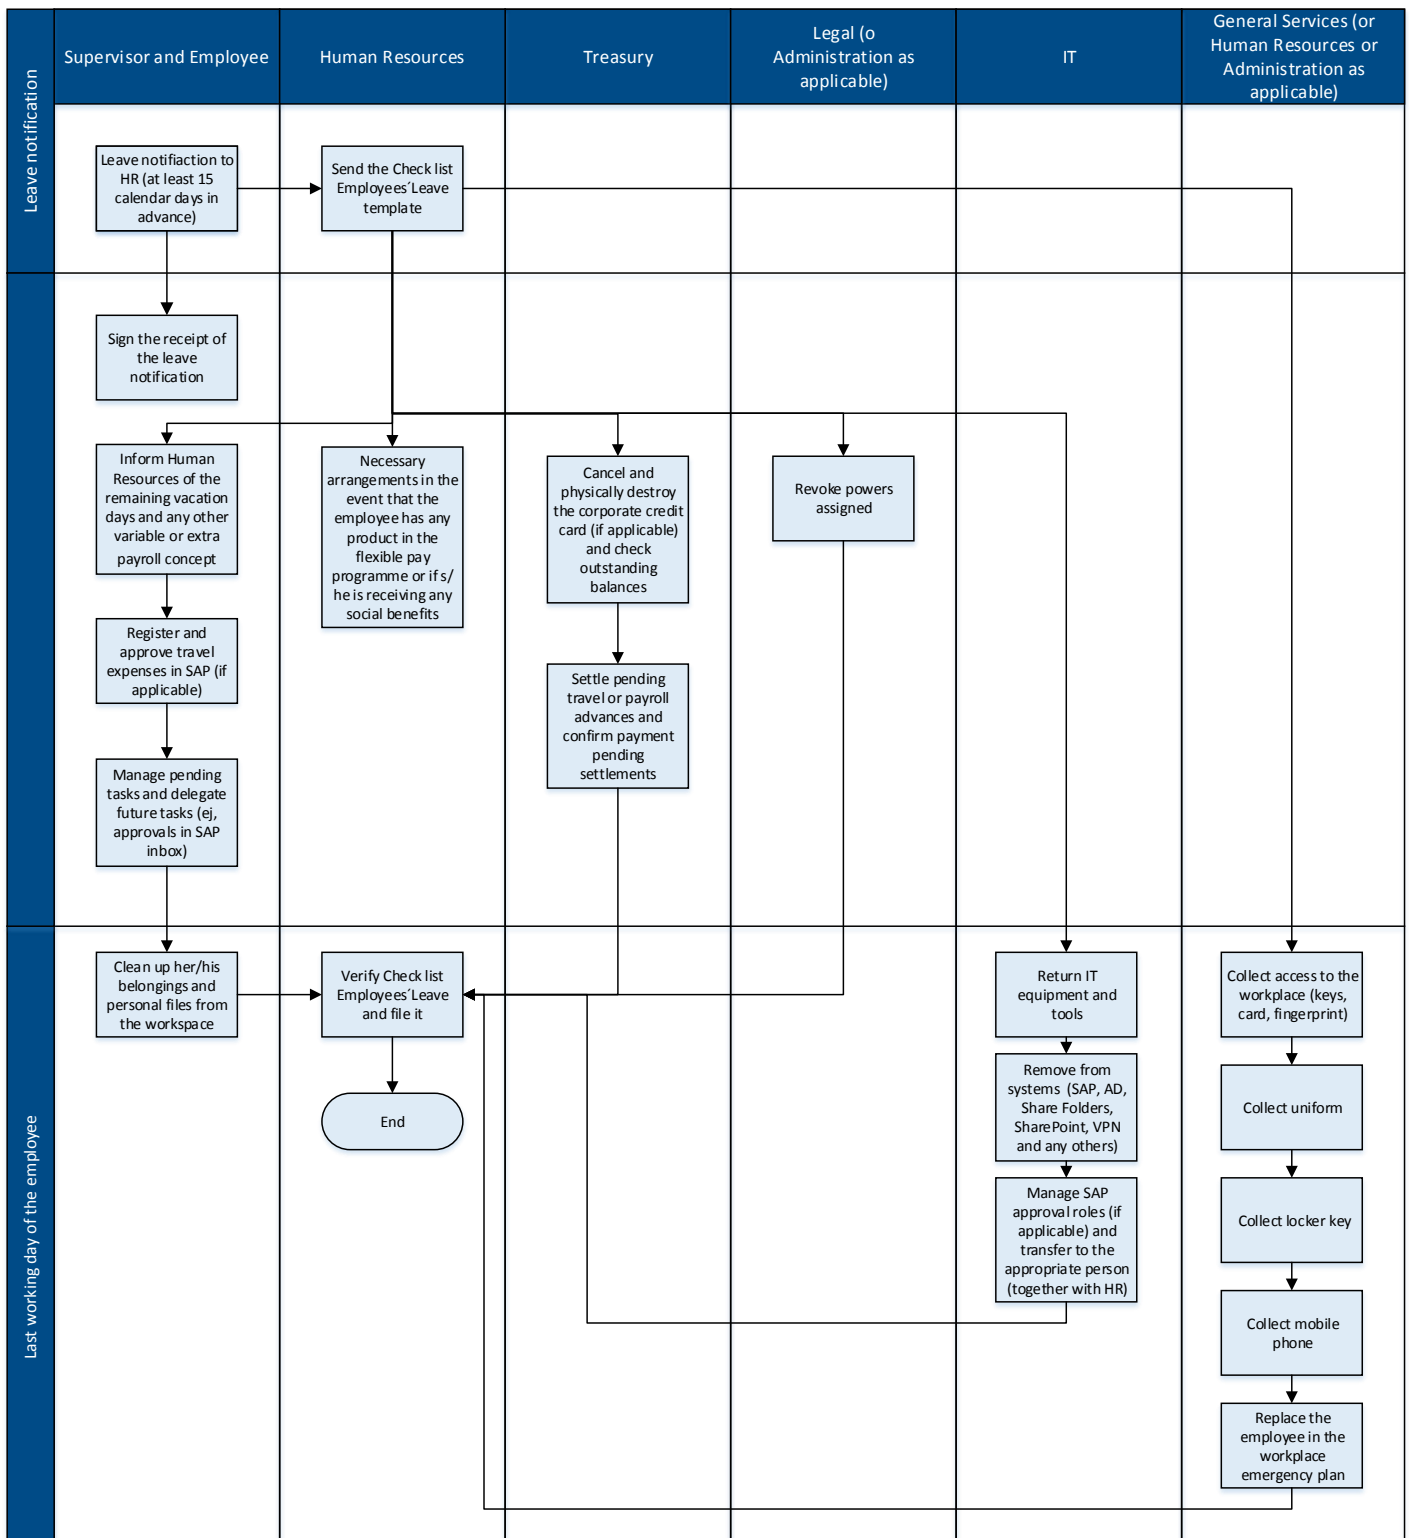 Supervisor and Employee
Human Resources
Treasury
Legal (o
Administration as
applicable)
IT
General Services (or
Human Resources or
Administration as
applicable)
Leave notification
Leave notifiaction to
HR (at least 15
calendar days in
advance)
Send the Check list
Employees´Leave
template
Sign the receipt of
the leave
notification
Inform Human
Resources of the
remaining vacation
days and any other
variable or extra
payroll concept
Necessary
arrangements in the
event that the
employee has any
product in the
flexible pay
programme or if s/
he is receiving any
social benefits
Cancel and
physically destroy
the corporate credit
card (if applicable)
and check
outstanding
balances
Revoke powers
assigned
Register and
approve travel
expenses in SAP (if
applicable)
Settle pending
travel or payroll
advances and
confirm payment
pending
settlements
Manage pending
tasks and delegate
future tasks (ej,
approvals in SAP
inbox)
Last working day of the employee
Clean up her/his
belongings and
personal files from
the workspace
Verify Check list
Employees´Leave
and file it
End
Return IT
equipment and
tools
Remove from
systems (SAP, AD,
Share Folders,
SharePoint, VPN
and any others)
Manage SAP
approval roles (if
applicable) and
transfer to the
appropriate person
(together with HR)
Collect access to the
workplace (keys,
card, fingerprint)
Collect uniform
Collect locker key
Collect mobile
phone
Replace the
employee in the
workplace
emergency plan